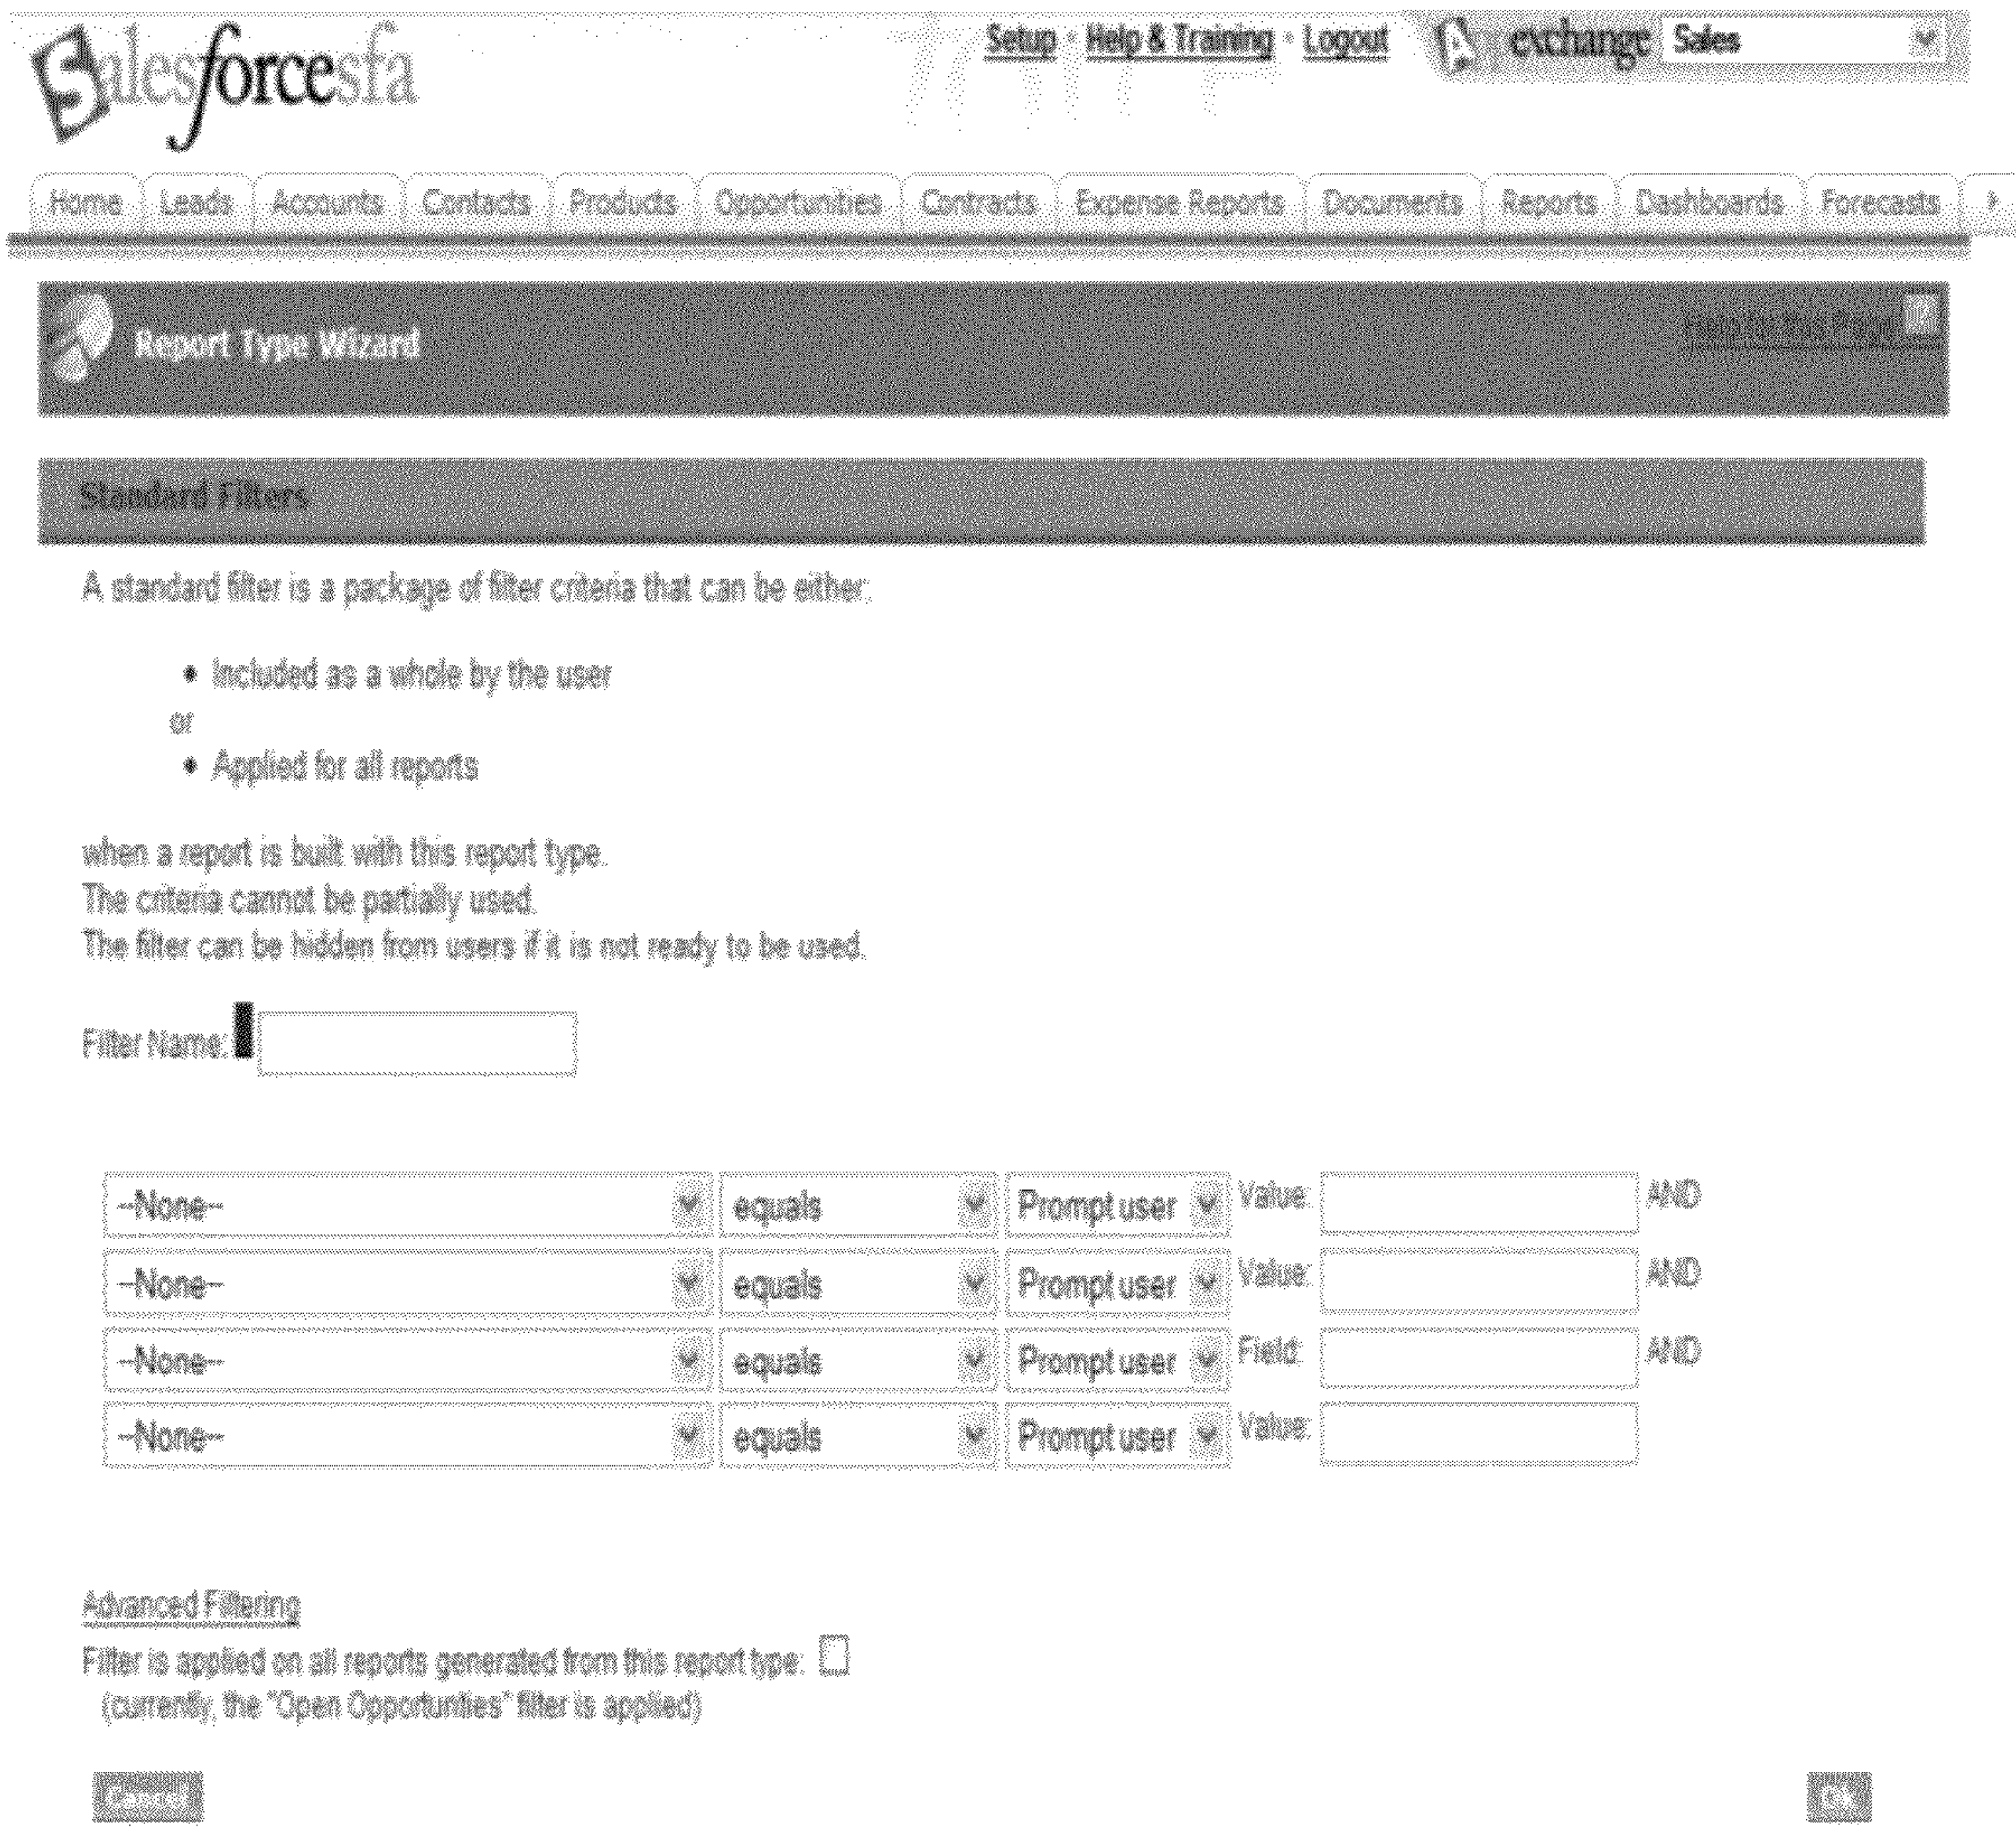 Salesforcesfa
Setup · Help & Training · Logout
exchange Sales
Home Leads Accounts Contacts Products Opportunities Contracts Expense Reports Documents Reports Dashboards Forecasts
Report Type Wizard
Help for this Page ?
Standard Filters
A standard filter is a package of filter criteria that can be either:
• Included as a whole by the user
or
• Applied for all reports
when a report is built with this report type.
The criteria cannot be partially used.
The filter can be hidden from users if it is not ready to be used.
Filter Name:
--None-- equals Prompt user Value: AND
--None-- equals Prompt user Value: AND
--None-- equals Prompt user Field: AND
--None-- equals Prompt user Value:
Advanced Filtering
Filter is applied on all reports generated from this report type:
(currently, the "Open Opportunities" filter is applied)
Cancel
OK